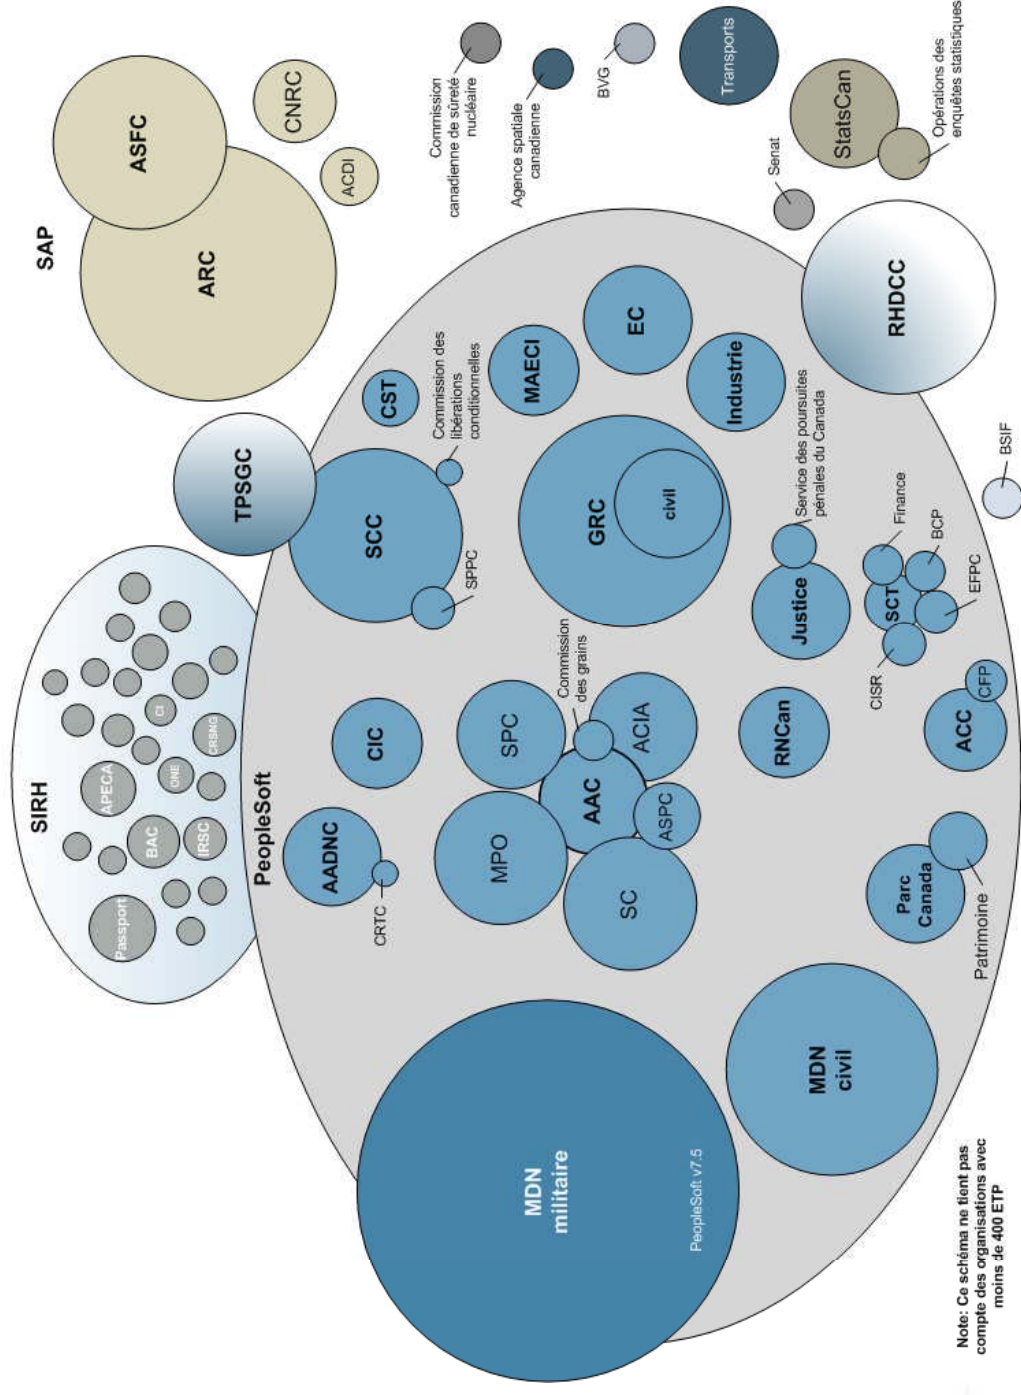 SIRH
Passport
BAC
IRSC
APECA
ONE
CI
CRSNG
SAP
ASFC
ARC
CNRC
ACDI
TPSGC
Commission
canadienne de sûreté
nucléaire
Agence spatiale
canadienne
BVG
Transports
StatsCan
Opérations des
enquêtes statistiques
Senat
RHDCC
BSIF
PeopleSoft
AADNC
CRTC
CIC
SCC
SPPC
CST
Commission des
libérations
conditionnelles
MAECI
EC
Industrie
GRC
civil
MPO
SPC
Commission
des grains
AAC
ACIA
SC
ASPC
RNCan
Justice
Service des poursuites
pénales du Canada
SCT
Finance
BCP
EFPC
CISR
ACC
CFP
Parc
Canada
Patrimoine
MDN
militaire
PeopleSoft v7.5
MDN
civil
Note: Ce schéma ne tient pas
compte des organisations avec
moins de 400 ETP